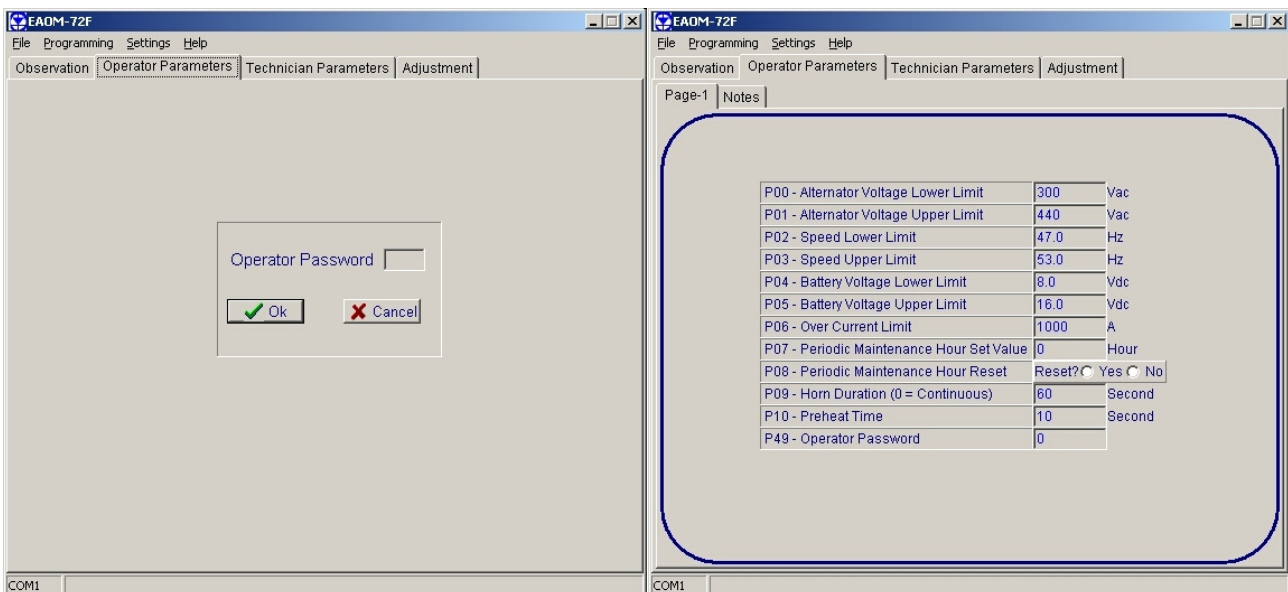 EAOM-72F
File Programming Settings Help
Observation Operator Parameters Technician Parameters Adjustment
Operator Password
Ok Cancel
COM1
EAOM-72F
File Programming Settings Help
Observation Operator Parameters Technician Parameters Adjustment
Page-1 Notes
P00 - Alternator Voltage Lower Limit 300 Vac
P01 - Alternator Voltage Upper Limit 440 Vac
P02 - Speed Lower Limit 47.0 Hz
P03 - Speed Upper Limit 53.0 Hz
P04 - Battery Voltage Lower Limit 8.0 Vdc
P05 - Battery Voltage Upper Limit 16.0 Vdc
P06 - Over Current Limit 1000 A
P07 - Periodic Maintenance Hour Set Value 0 Hour
P08 - Periodic Maintenance Hour Reset Reset? Yes No
P09 - Horn Duration (0 = Continuous) 60 Second
P10 - Preheat Time 10 Second
P49 - Operator Password 0
COM1